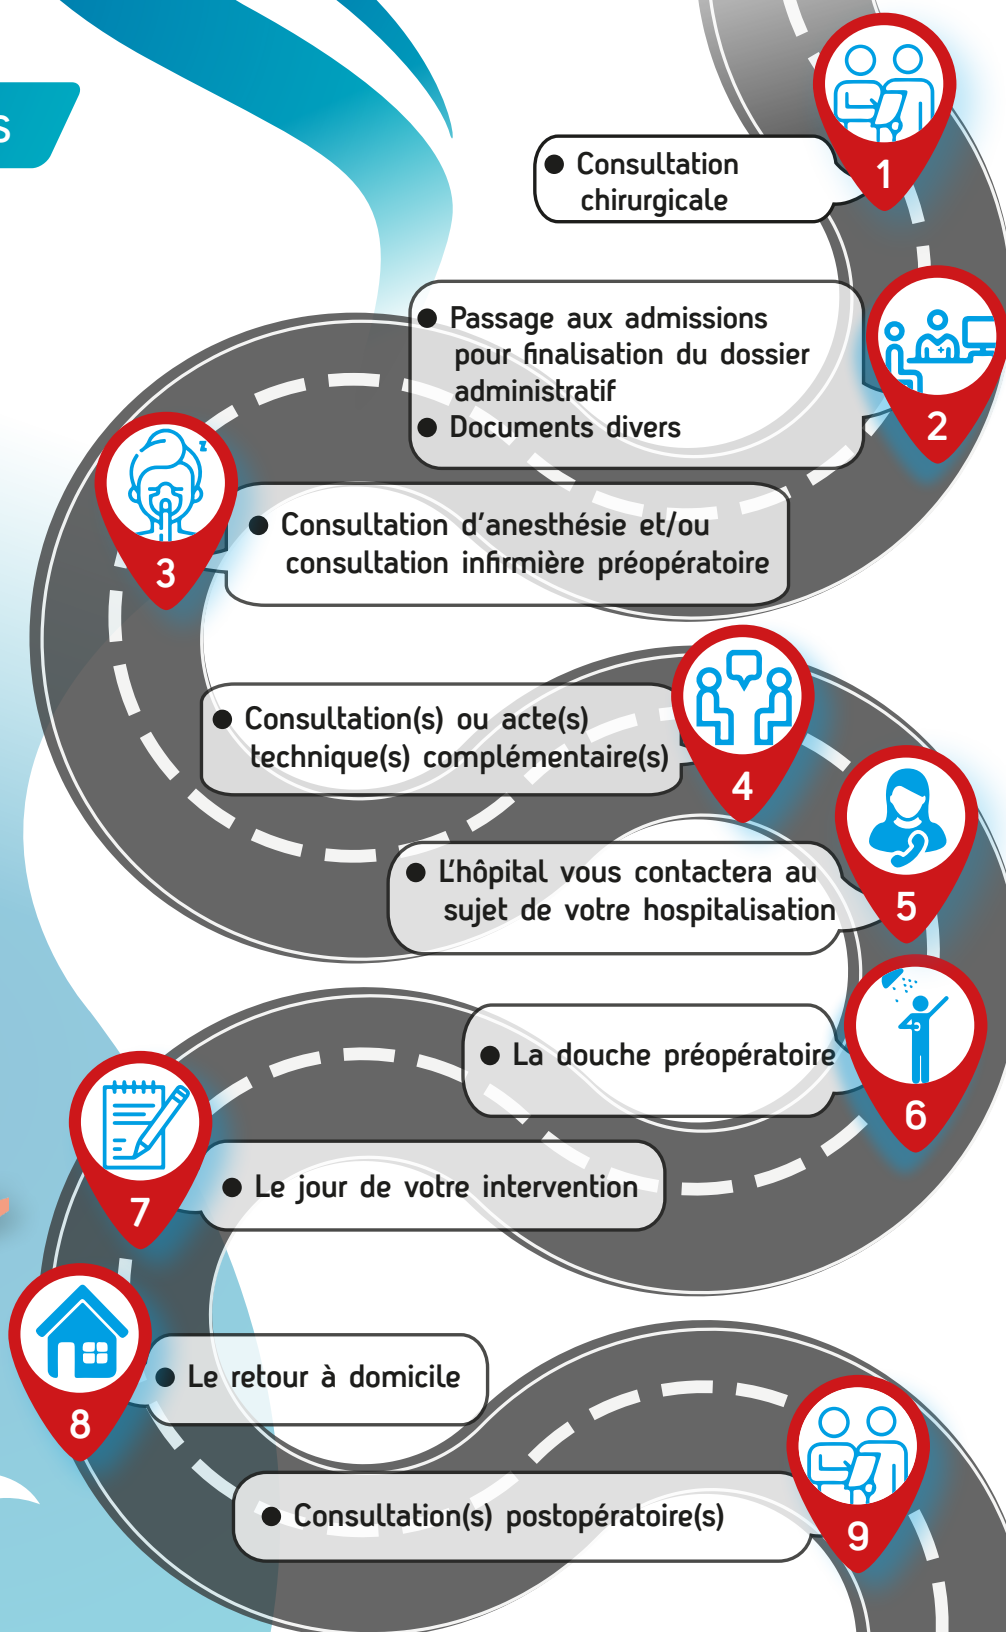 S
1
● Consultation
chirurgicale
2
● Passage aux admissions
pour finalisation du dossier
administratif
● Documents divers
3
z
● Consultation d'anesthésie et/ou
consultation infirmière préopératoire
4
● Consultation(s) ou acte(s)
technique(s) complémentaire(s)
5
● L'hôpital vous contactera au
sujet de votre hospitalisation
6
● La douche préopératoire
7
● Le jour de votre intervention
8
● Le retour à domicile
9
● Consultation(s) postopératoire(s)